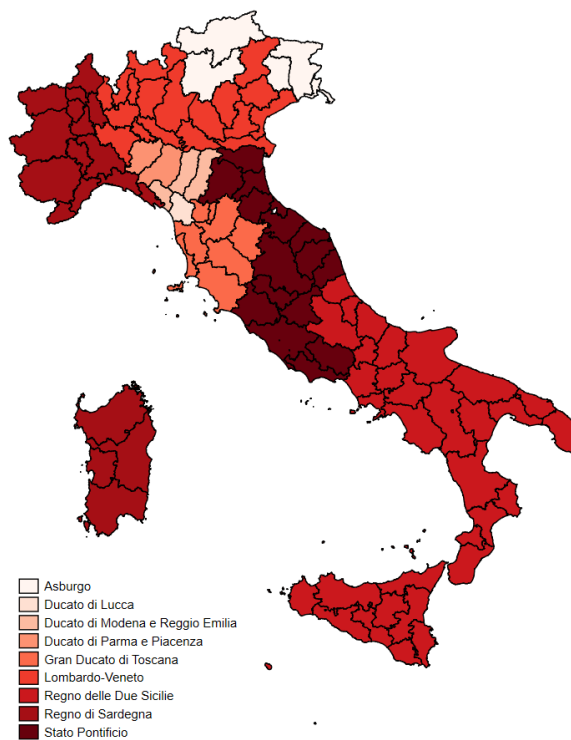 Asburgo
Ducato di Lucca
Ducato di Modena e Reggio Emilia
Ducato di Parma e Piacenza
Gran Ducato di Toscana
Lombardo-Veneto
Regno delle Due Sicilie
Regno di Sardegna
Stato Pontificio